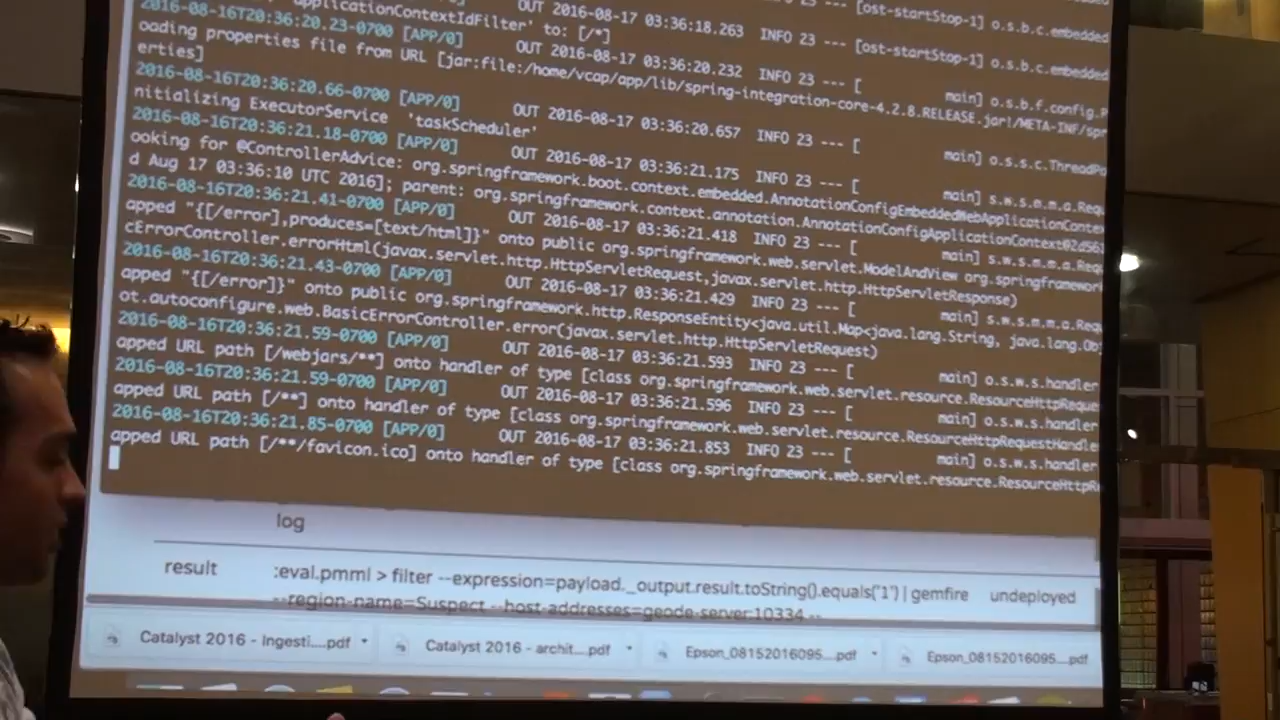 OUT 2016-08-17 03:36:18.263 INFO 23 --- [ost-startStop-1] o.s.b.c.embedded
applicationContextIdFilter' to: [/*]
2016-08-16T20:36:20.23-0700 [APP/0] OUT 2016-08-17 03:36:20.232 INFO 23 --- [ost-startStop-1] o.s.b.c.embedded
oading properties file from URL [jar:file:/home/vcap/app/lib/spring-integration-core-4.2.8.RELEASE.jar!/META-INF/spr
erties]
2016-08-16T20:36:20.66-0700 [APP/0] OUT 2016-08-17 03:36:20.657 INFO 23 --- [ main] o.s.b.f.config.P
nitializing ExecutorService 'taskScheduler'
2016-08-16T20:36:21.18-0700 [APP/0] OUT 2016-08-17 03:36:21.175 INFO 23 --- [ main] o.s.s.c.ThreadPo
ooking for @ControllerAdvice: org.springframework.boot.context.embedded.AnnotationConfigEmbeddedWebApplicationContex
d Aug 17 03:36:10 UTC 2016]; parent: org.springframework.context.annotation.AnnotationConfigApplicationContext@2d56
2016-08-16T20:36:21.41-0700 [APP/0] OUT 2016-08-17 03:36:21.418 INFO 23 --- [ main] s.w.s.m.m.a.Requ
apped "{[/error],produces=[text/html]}" onto public org.springframework.web.servlet.ModelAndView org.springframework
cErrorController.errorHtml(javax.servlet.http.HttpServletRequest,javax.servlet.http.HttpServletResponse)
2016-08-16T20:36:21.43-0700 [APP/0] OUT 2016-08-17 03:36:21.429 INFO 23 --- [ main] s.w.s.m.m.a.Requ
apped "{[/error]}" onto public org.springframework.http.ResponseEntity<java.util.Map<java.lang.String, java.lang.Obj
ot.autoconfigure.web.BasicErrorController.error(javax.servlet.http.HttpServletRequest)
2016-08-16T20:36:21.59-0700 [APP/0] OUT 2016-08-17 03:36:21.593 INFO 23 --- [ main] o.s.w.s.handler
apped URL path [/webjars/**] onto handler of type [class org.springframework.web.servlet.resource.ResourceHttpReque
2016-08-16T20:36:21.59-0700 [APP/0] OUT 2016-08-17 03:36:21.596 INFO 23 --- [ main] o.s.w.s.handler
apped URL path [/**] onto handler of type [class org.springframework.web.servlet.resource.ResourceHttpRequestHandle
2016-08-16T20:36:21.85-0700 [APP/0] OUT 2016-08-17 03:36:21.853 INFO 23 --- [ main] o.s.w.s.handler
apped URL path [/**/favicon.ico] onto handler of type [class org.springframework.web.servlet.resource.ResourceHttpR
log
result :eval.pmml > filter --expression=payload._output.result.toString().equals('1') | gemfire undeployed
--region-name=Suspect --host-addresses=geode-server:10334 --
Catalyst 2016 - Ingesti....pdf Catalyst 2016 - archit....pdf Epson_08152016095....pdf Epson_08152016095....pdf